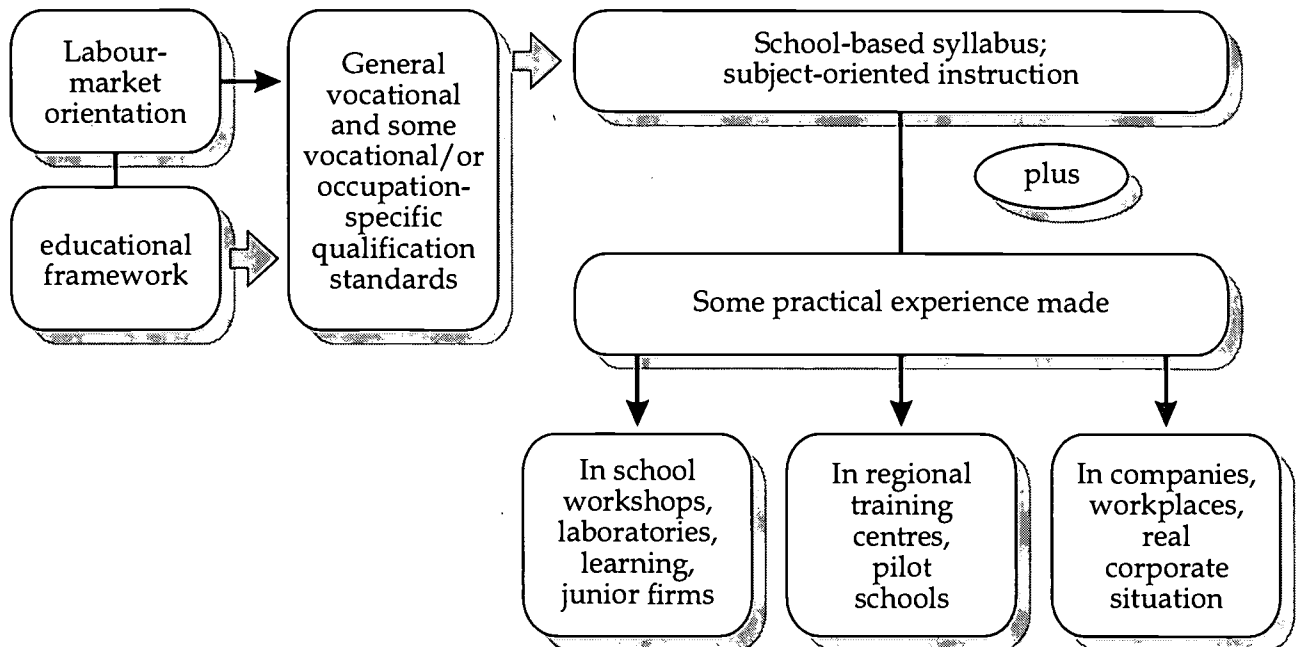 Labour-
market
orientation
educational
framework
General
vocational
and some
vocational/or
occupation-
specific
qualification
standards
School-based syllabus;
subject-oriented instruction
plus
Some practical experience made
In school
workshops,
laboratories,
learning,
junior firms
In regional
training
centres,
pilot
schools
In companies,
workplaces,
real
corporate
situation